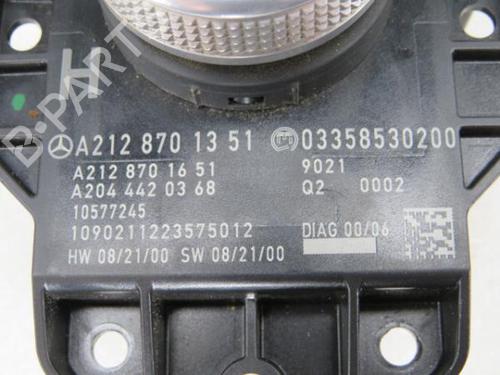 A212 870 13 51 03358530200
A212 870 16 51 9021
A204 442 03 68 Q2 0002
10577245
1090211223575012 DIAG 00/06
HW 08/21/00 SW 08/21/00
B-PARTS